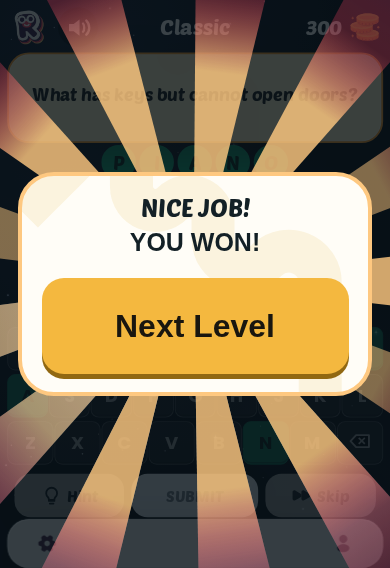 Classic
300
What has keys but cannot open doors?
P I A N O
NICE JOB!
YOU WON!
Next Level
Z X C V B N M
Hint
SUBMIT
Skip